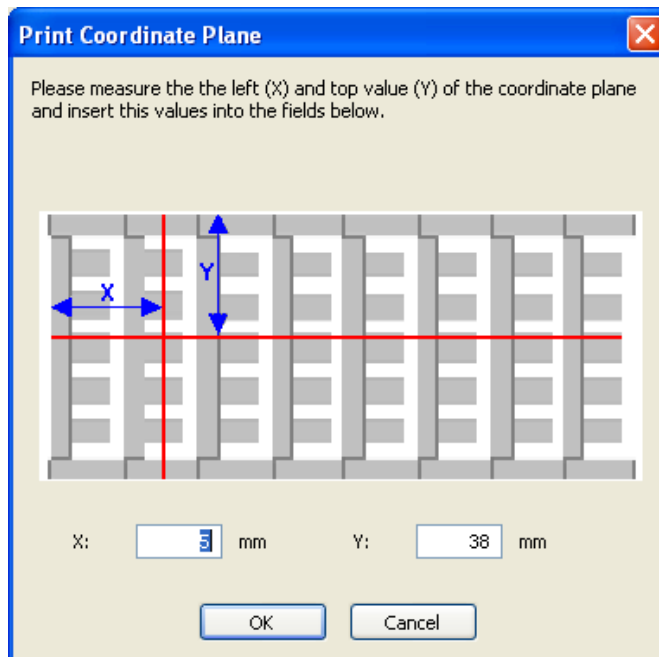 Print Coordinate Plane
Please measure the the left (X) and top value (Y) of the coordinate plane
and insert this values into the fields below.
Y
X
X: 5 mm Y: 38 mm
OK Cancel